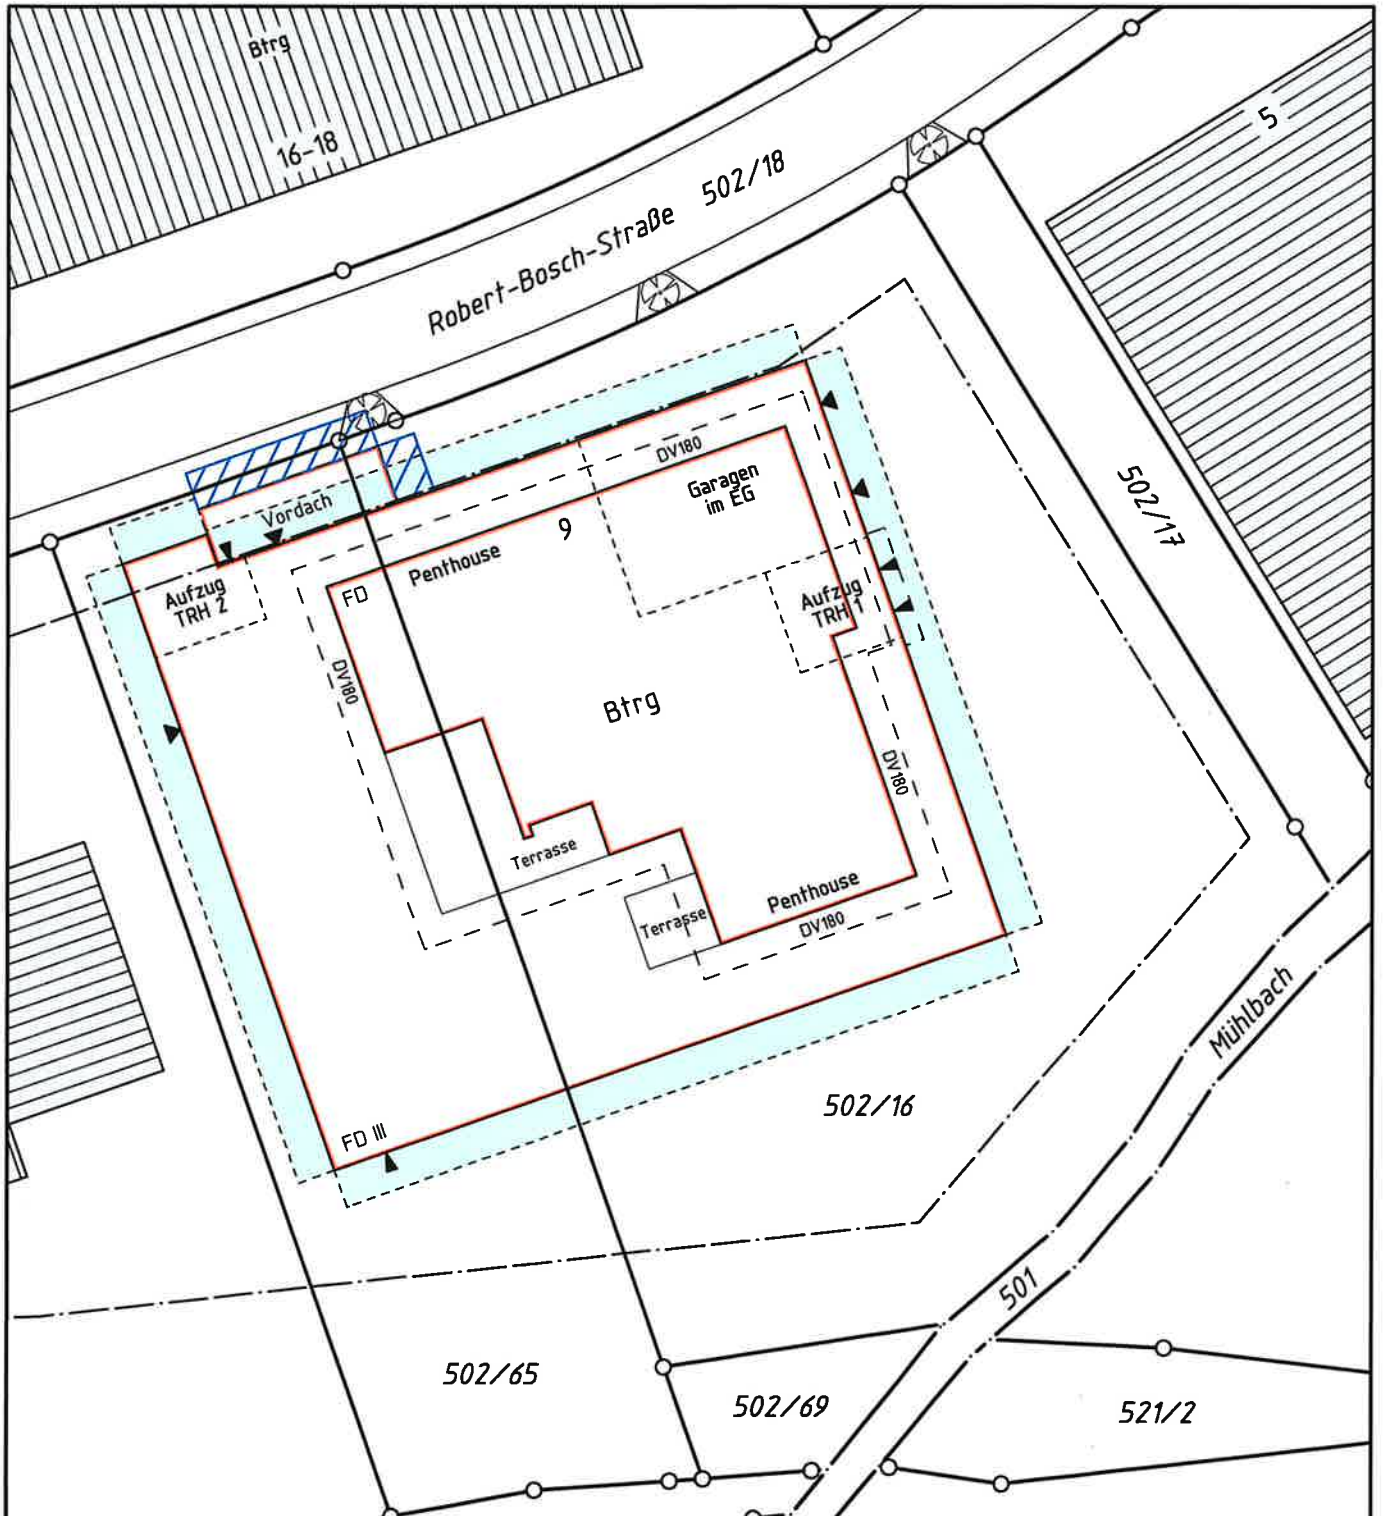 Btrg
16-18
5
502/18
Robert-Bosch-Straße
502/17
Vordach
DV180
Garagen
im EG
9
Penthouse
FD
Aufzug
TRH 2
Aufzug
TRH 1
DV180
Btrg
DV180
Terrasse
Penthouse
Terrasse
DV180
Mühlbach
502/16
FD III
501
502/65
502/69
521/2